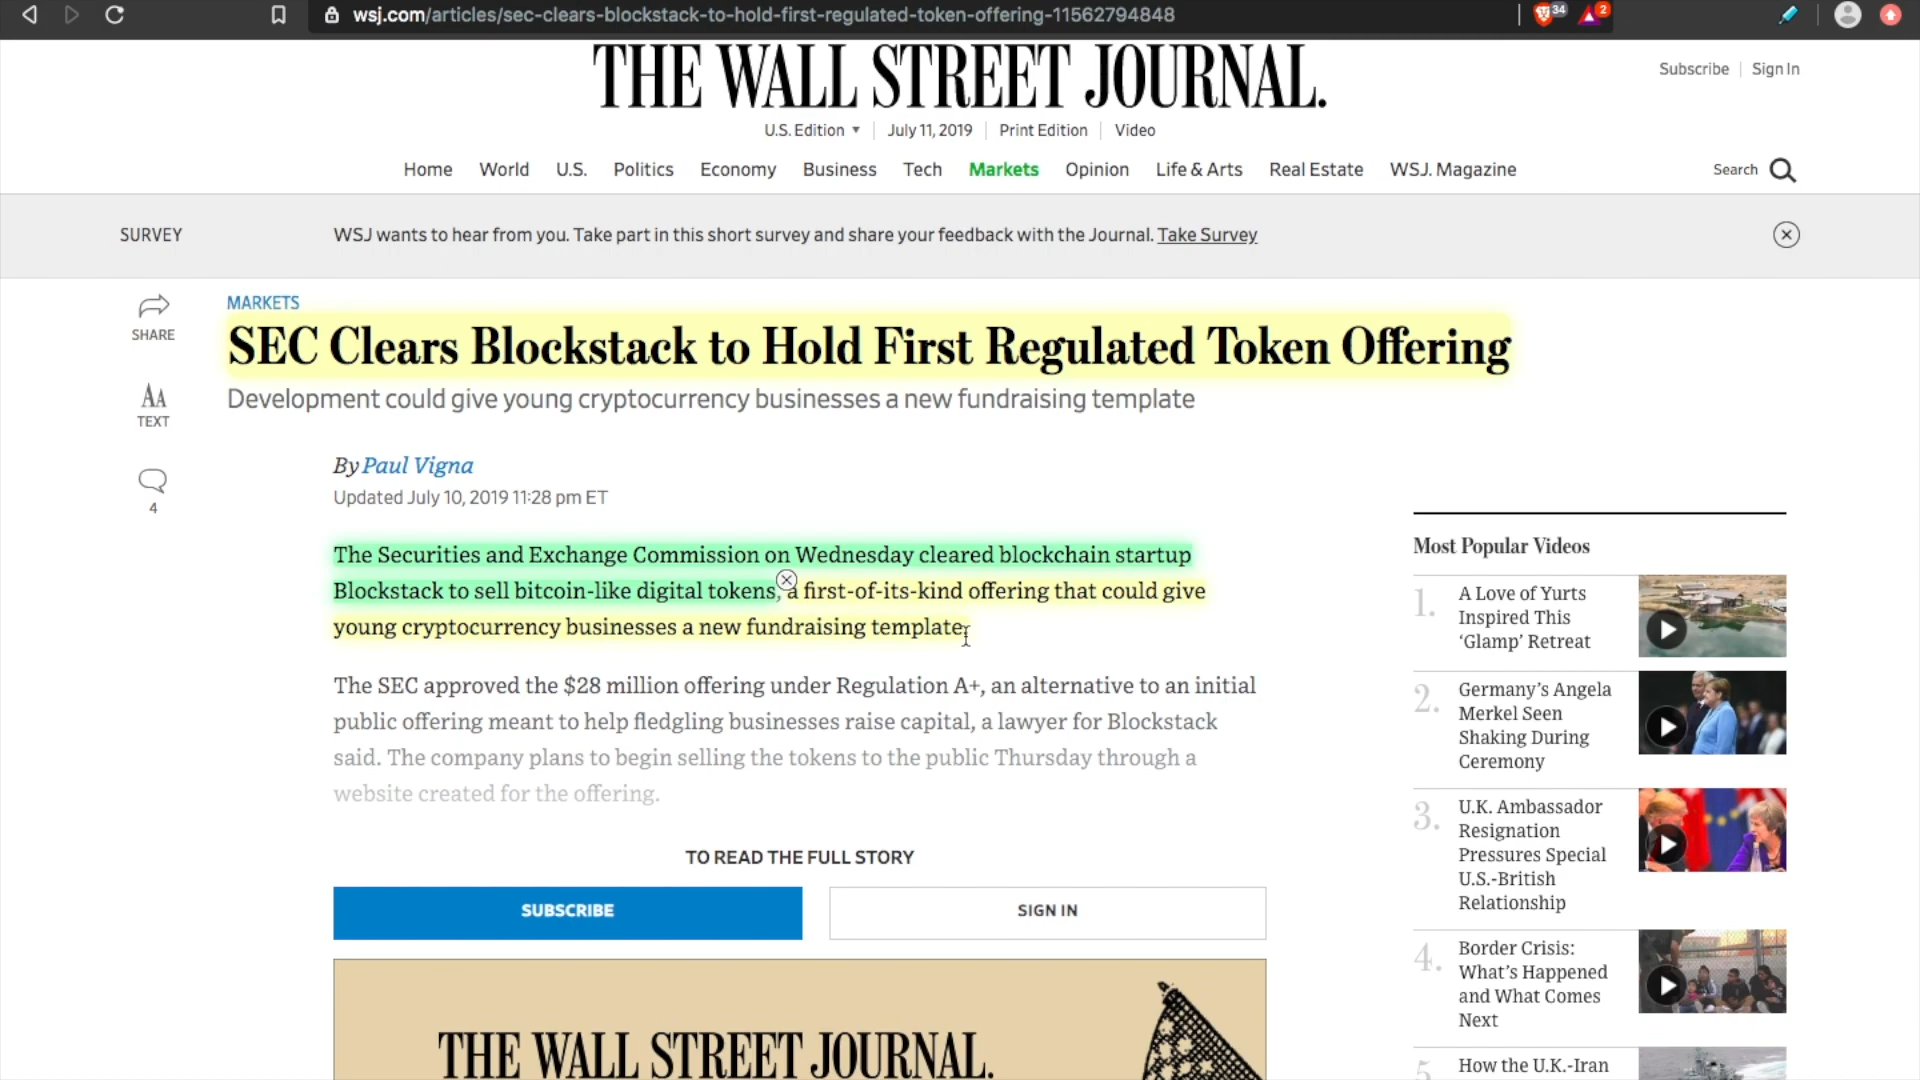 wsj.com/articles/sec-clears-blockstack-to-hold-first-regulated-token-offering-11562794848
34
2
THE WALL STREET JOURNAL.
Subscribe
Sign In
U.S. Edition
July 11, 2019
Print Edition
Video
Home
World
U.S.
Politics
Economy
Business
Tech
Markets
Opinion
Life & Arts
Real Estate
WSJ. Magazine
Search
SURVEY
WSJ wants to hear from you. Take part in this short survey and share your feedback with the Journal. Take Survey
SHARE
AA
TEXT
4
MARKETS
SEC Clears Blockstack to Hold First Regulated Token Offering
Development could give young cryptocurrency businesses a new fundraising template
By Paul Vigna
Updated July 10, 2019 11:28 pm ET
The Securities and Exchange Commission on Wednesday cleared blockchain startup
Blockstack to sell bitcoin-like digital tokens, a first-of-its-kind offering that could give
young cryptocurrency businesses a new fundraising template.
The SEC approved the $28 million offering under Regulation A+, an alternative to an initial
public offering meant to help fledgling businesses raise capital, a lawyer for Blockstack
said. The company plans to begin selling the tokens to the public Thursday through a
website created for the offering.
TO READ THE FULL STORY
SUBSCRIBE
SIGN IN
THE WALL STREET JOURNAL.
Most Popular Videos
1.
A Love of Yurts
Inspired This
‘Glamp’ Retreat
2.
Germany’s Angela
Merkel Seen
Shaking During
Ceremony
3.
U.K. Ambassador
Resignation
Pressures Special
U.S.-British
Relationship
4.
Border Crisis:
What’s Happened
and What Comes
Next
5.
How the U.K.-Iran